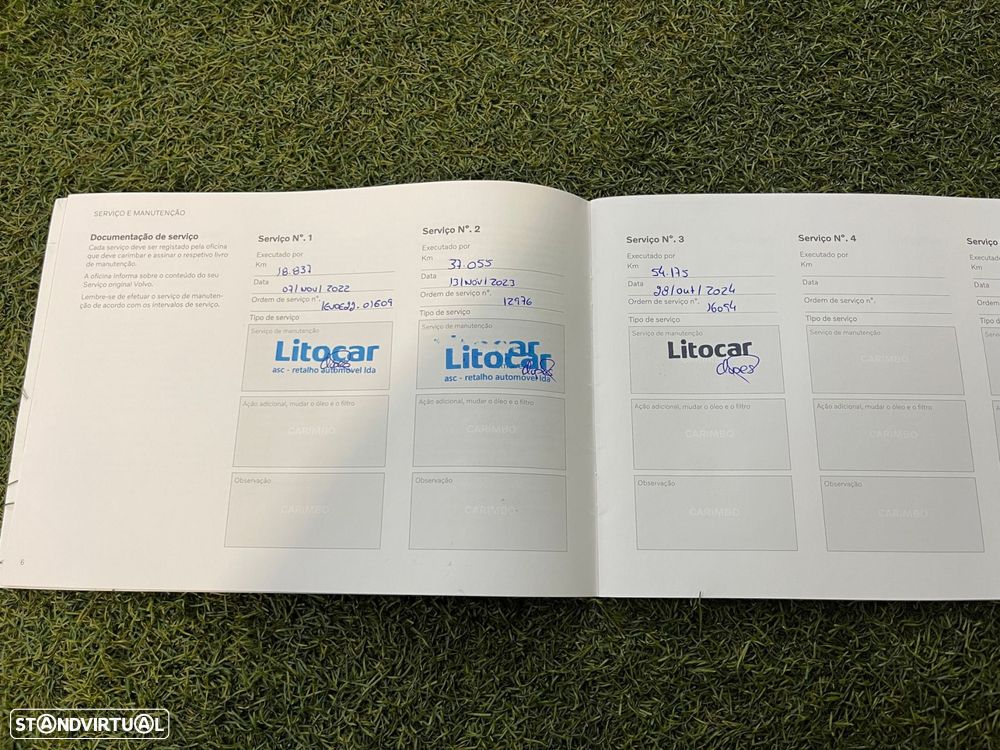 SERVIÇO E MANUTENÇÃO
Documentação de serviço
Cada serviço deve ser registado pela oficina
que deve carimbar e assinar o respetivo livro
de manutenção.
A oficina informa sobre o conteúdo do seu
Serviço original Volvo.
Lembre-se de efetuar o serviço de manuten-
ção de acordo com os intervalos de serviço.
6
Serviço N°. 1
Executado por
Km 18.837
Data 07/Nov/2022
Ordem de serviço n°.
Tipo de serviço
Serviço de manutenção
Litocar
asc - retalho automóvel lda
Ação adicional, mudar o óleo e o filtro
CARIMBO
Observação
CARIMBO
Serviço N°. 2
Executado por
Km 37.055
Data 13/Nov/2023
Ordem de serviço n°. 12976
Tipo de serviço
Serviço de manutenção
Litocar
asc - retalho automóvel lda
Ação adicional, mudar o óleo e o filtro
CARIMBO
Observação
CARIMBO
Serviço N°. 3
Executado por
Km 54.175
Data 28/out/2024
Ordem de serviço n°. 16054
Tipo de serviço
Serviço de manutenção
Litocar
Ação adicional, mudar o óleo e o filtro
CARIMBO
Observação
CARIMBO
Serviço N°. 4
Executado por
Km
Data
Ordem de serviço n°.
Tipo de serviço
Serviço de manutenção
CARIMBO
Ação adicional, mudar o óleo e o filtro
CARIMBO
Observação
CARIMBO
Serviço
Executado
Km
Data
Ordem de
Tipo de s
STANDVIRTUAL